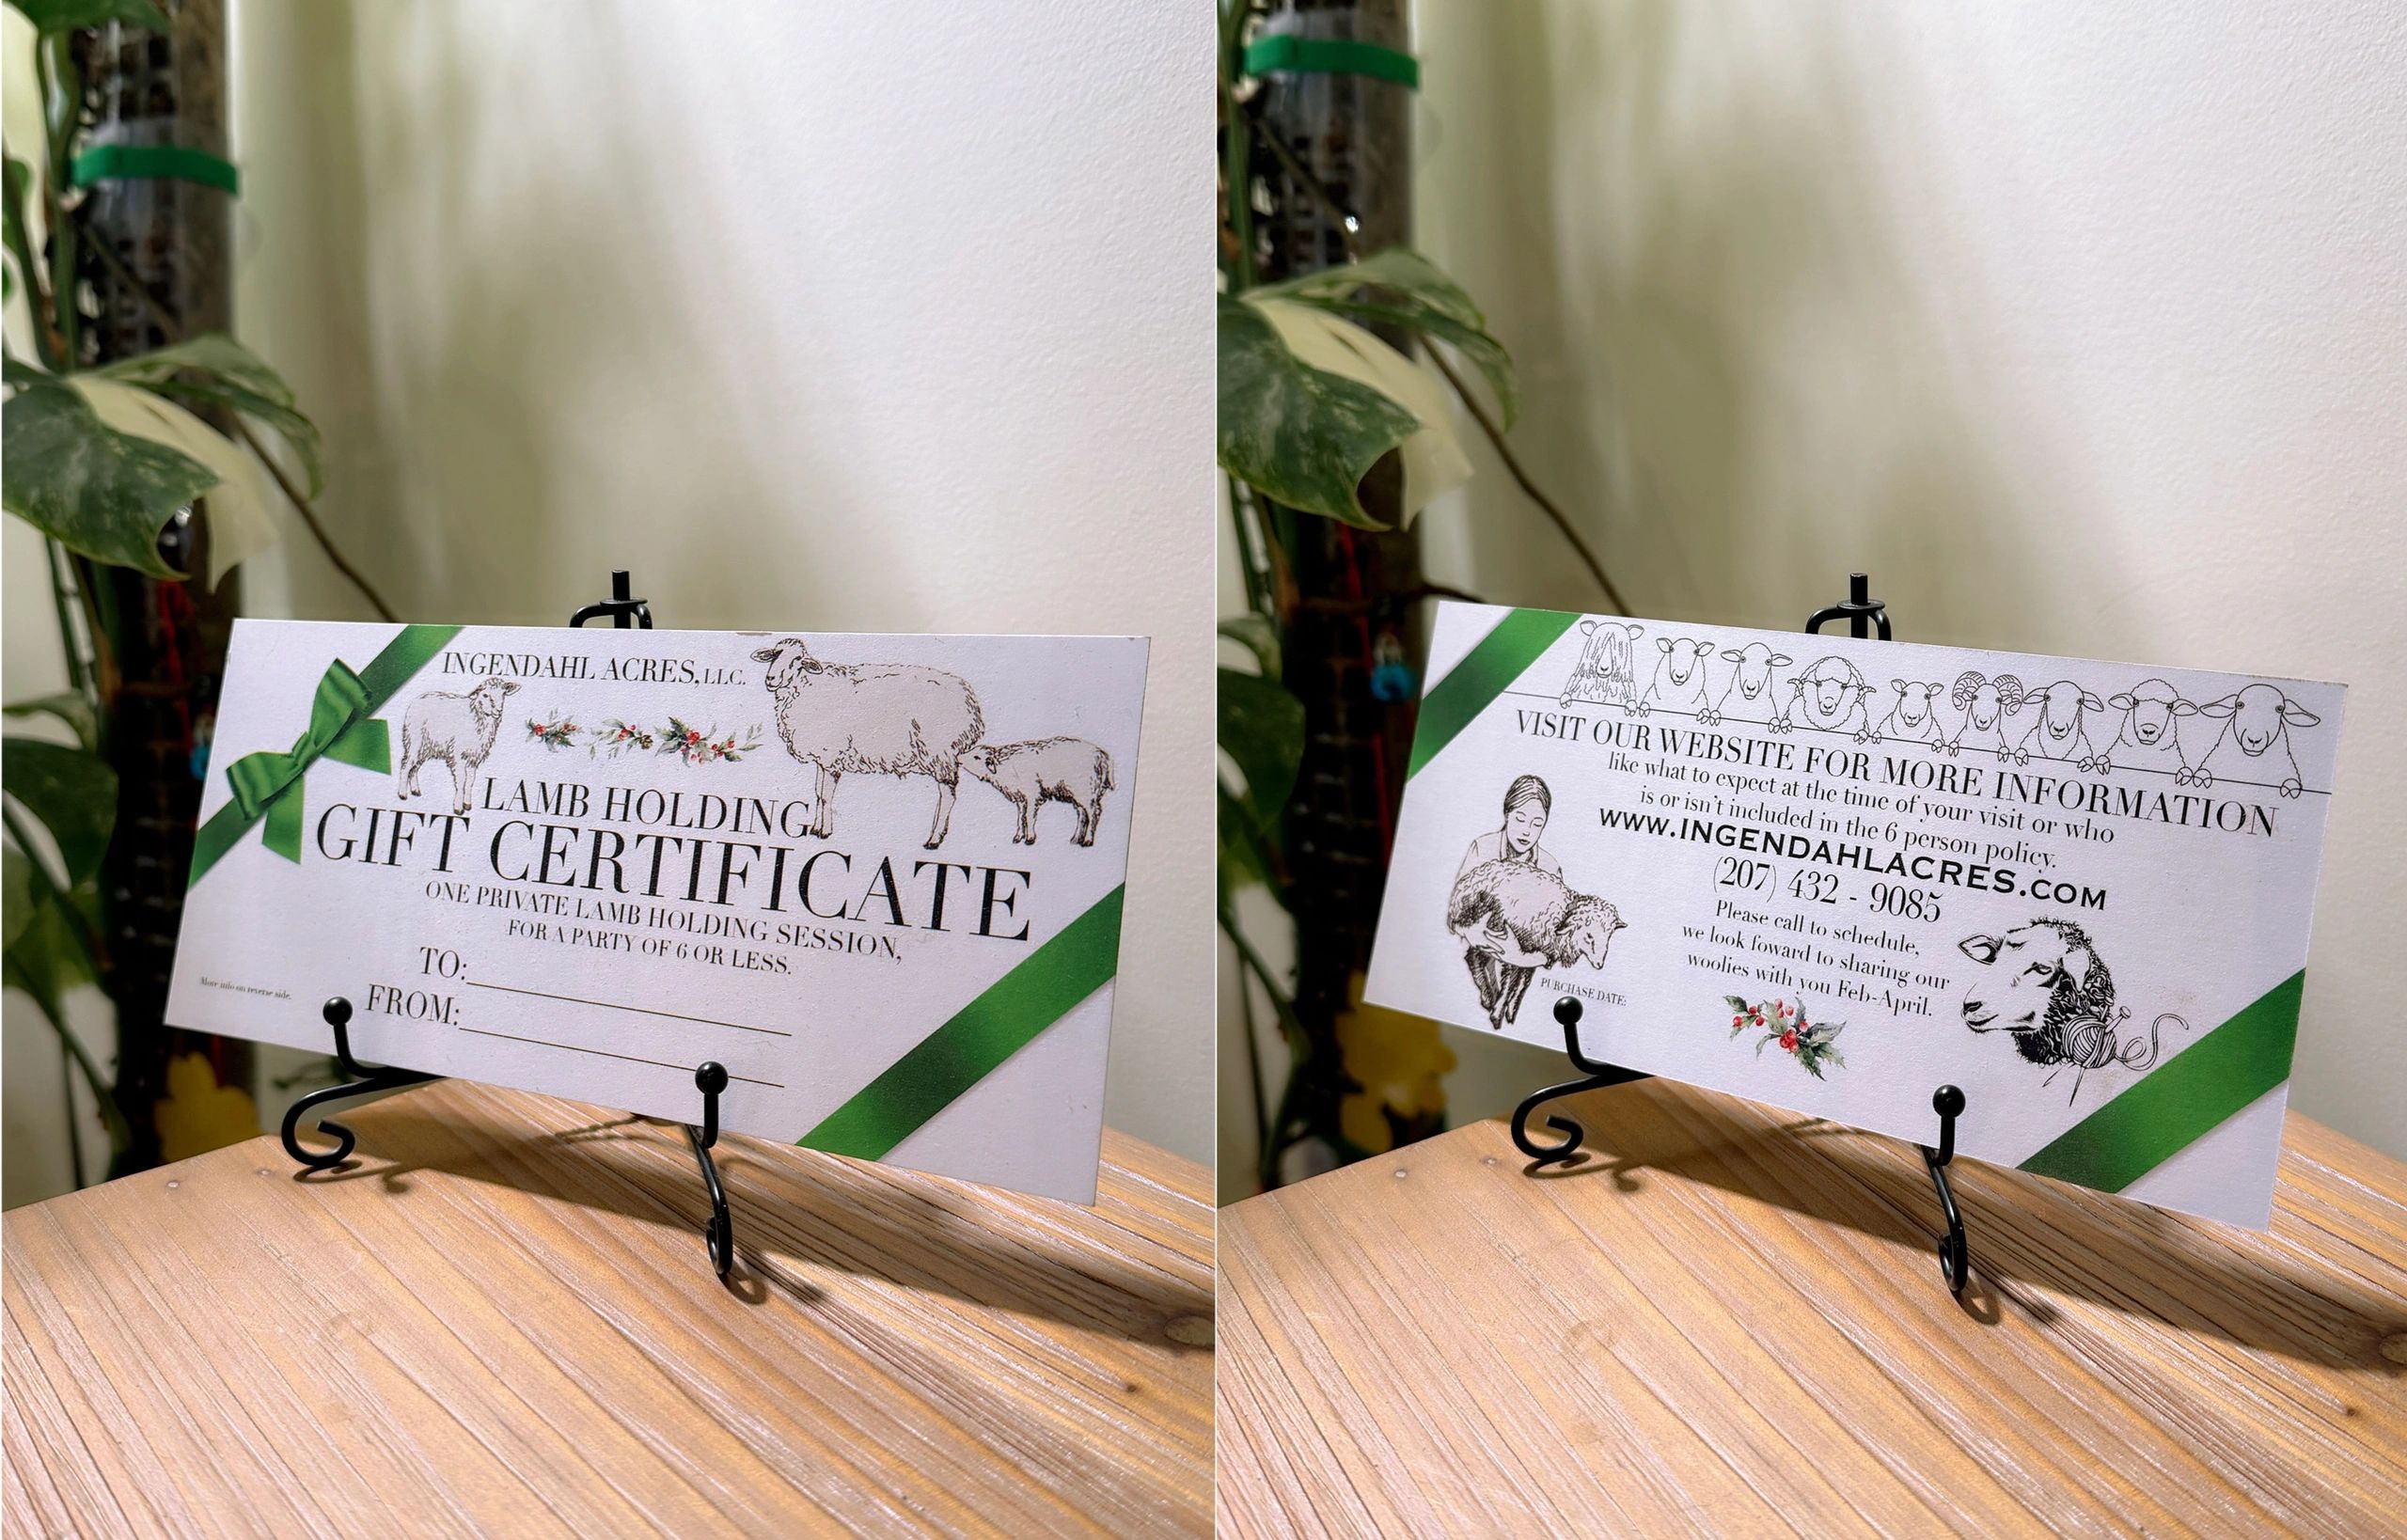 INGENDAHL ACRES, LLC.
LAMB HOLDING
GIFT CERTIFICATE
ONE PRIVATE LAMB HOLDING SESSION,
FOR A PARTY OF 6 OR LESS.
TO:
FROM:
More info on reverse side.
VISIT OUR WEBSITE FOR MORE INFORMATION
like what to expect at the time of your visit or who
is or isn't included in the 6 person policy.
WWW.INGENDAHLACRES.COM
(207) 432 - 9085
Please call to schedule,
we look foward to sharing our
woolies with you Feb-April.
PURCHASE DATE: